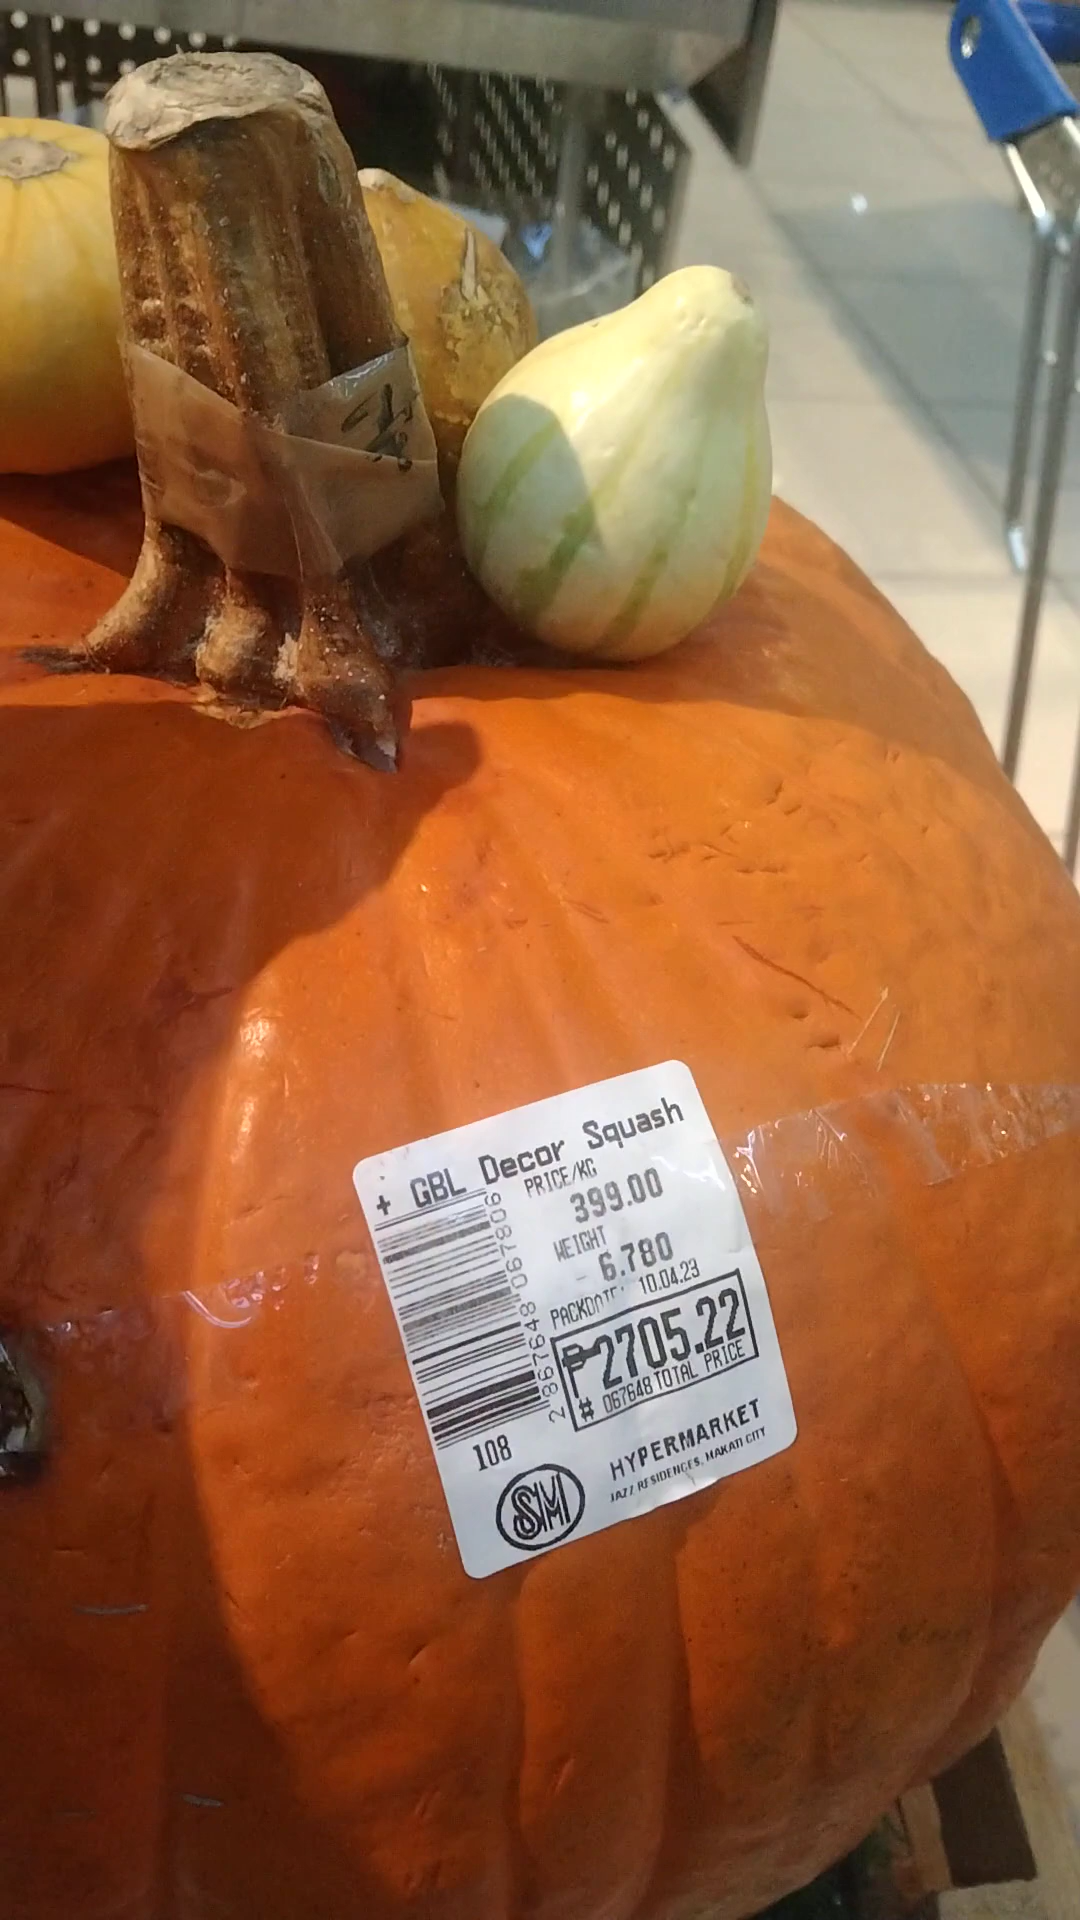 + GBL Decor Squash
PRICE/KG
399.00
WEIGHT
6.780
PACKDATE: 10.04.23
₱2705.22
# 067648 TOTAL PRICE
2 867648 067806
108
SM
HYPERMARKET
JAZZ RESIDENCES, MAKATI CITY